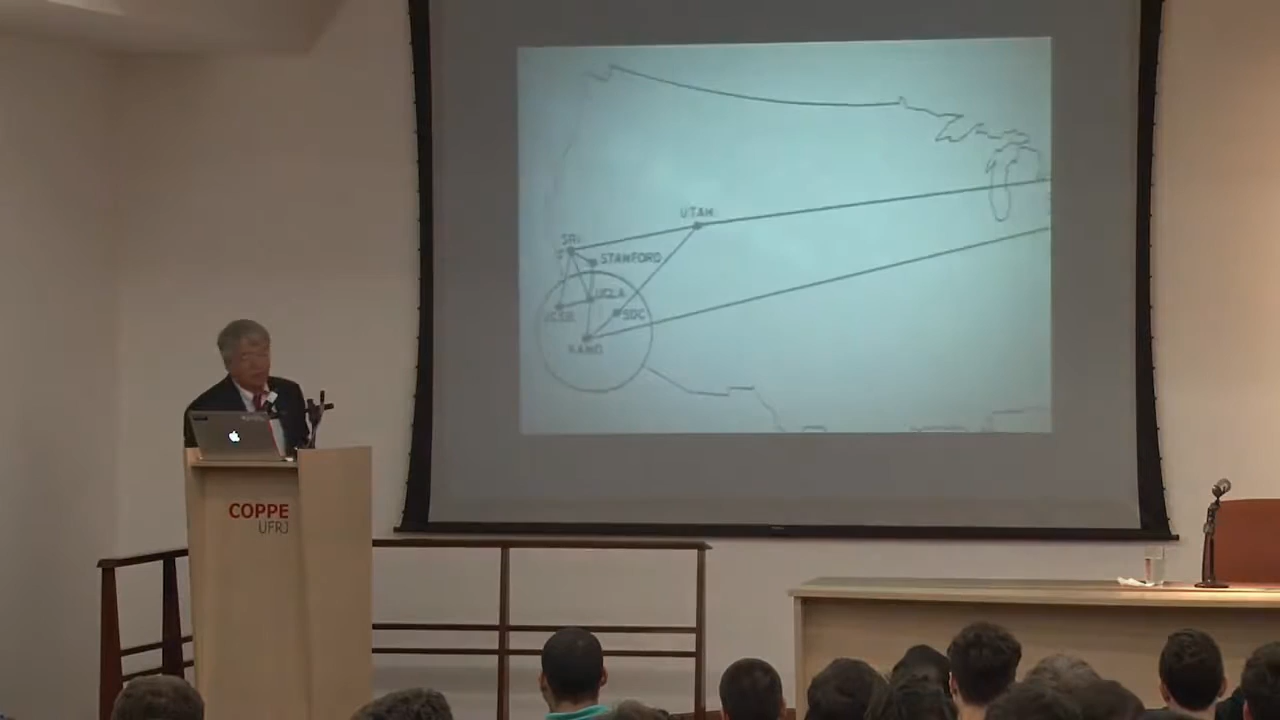 UTAH
SRI
STANFORD
UCLA
UCSB
SDC
RAND
COPPE
UFRJ